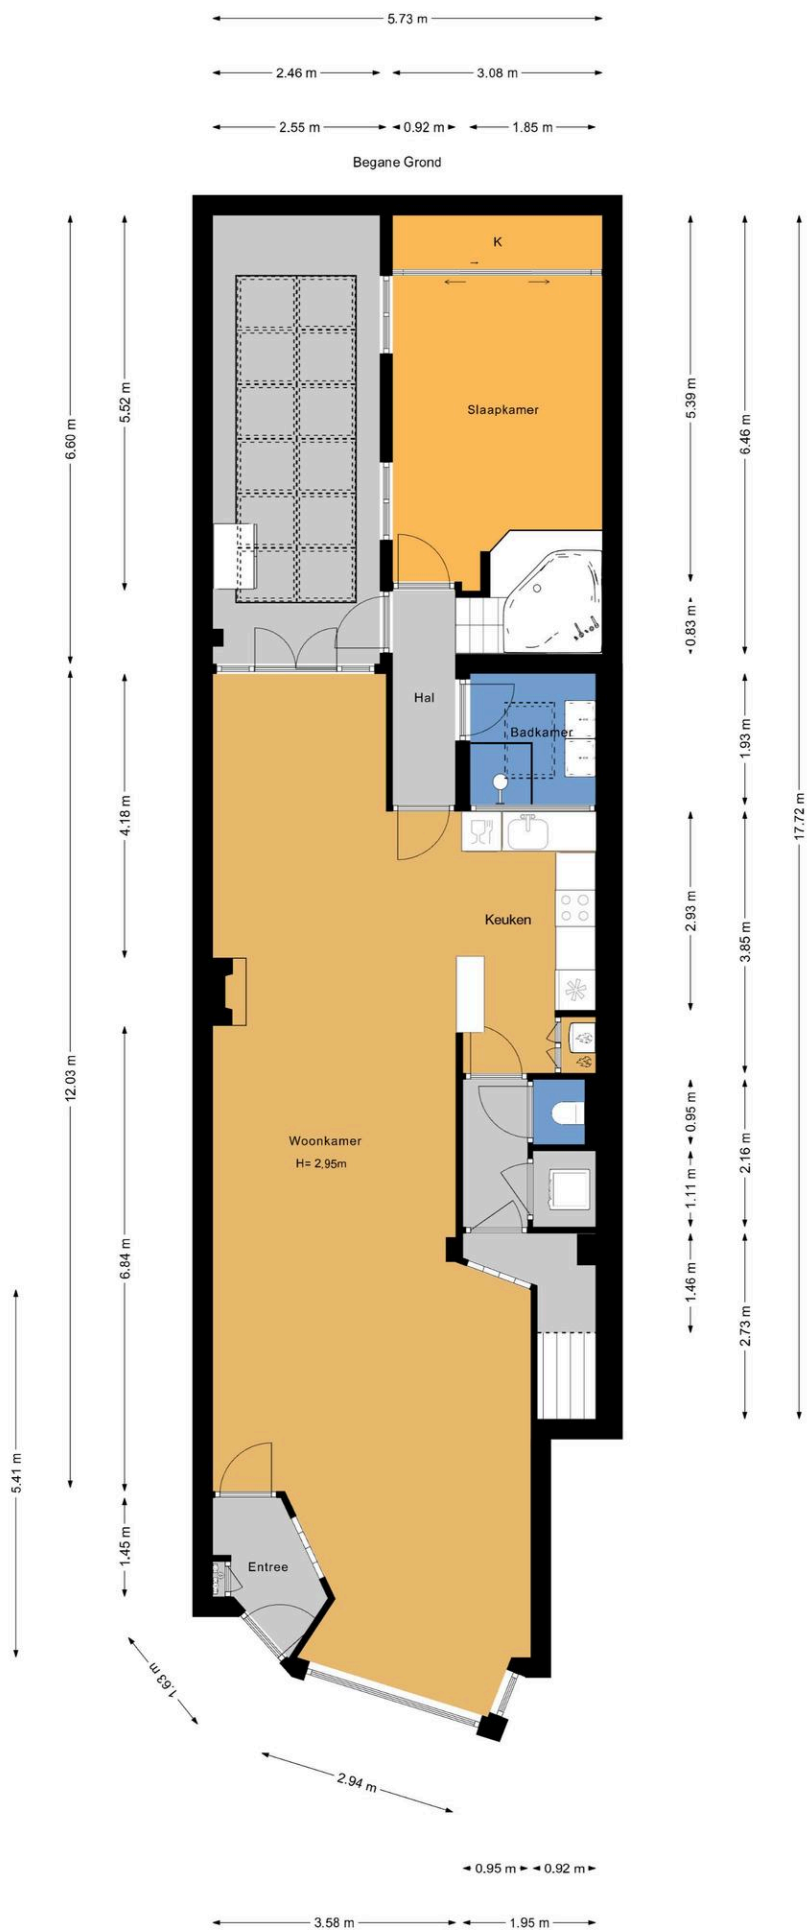 5.73 m
2.46 m
3.08 m
2.55 m
0.92 m
1.85 m
Begane Grond
K
Slaapkamer
6.60 m
5.52 m
5.39 m
6.46 m
0.83 m
Hal
Badkamer
1.93 m
4.18 m
17.72 m
Keuken
2.93 m
3.85 m
12.03 m
Woonkamer
H= 2,95m
0.95 m
2.16 m
1.11 m
6.84 m
1.46 m
2.73 m
5.41 m
1.45 m
Entree
1.63 m
2.94 m
0.95 m
0.92 m
3.58 m
1.95 m